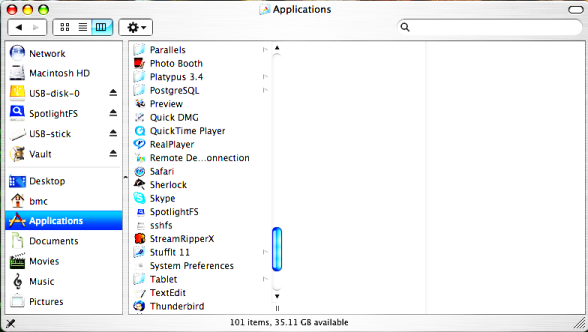 Applications
Network
Macintosh HD
USB-disk-0
SpotlightFS
USB-stick
Vault
Desktop
bmc
Applications
Documents
Movies
Music
Pictures
Parallels
Photo Booth
Platypus 3.4
PostgreSQL
Preview
Quick DMG
QuickTime Player
RealPlayer
Remote De...onnection
Safari
Sherlock
Skype
SpotlightFS
sshfs
StreamRipperX
StuffIt 11
System Preferences
Tablet
TextEdit
Thunderbird
101 items, 35.11 GB available